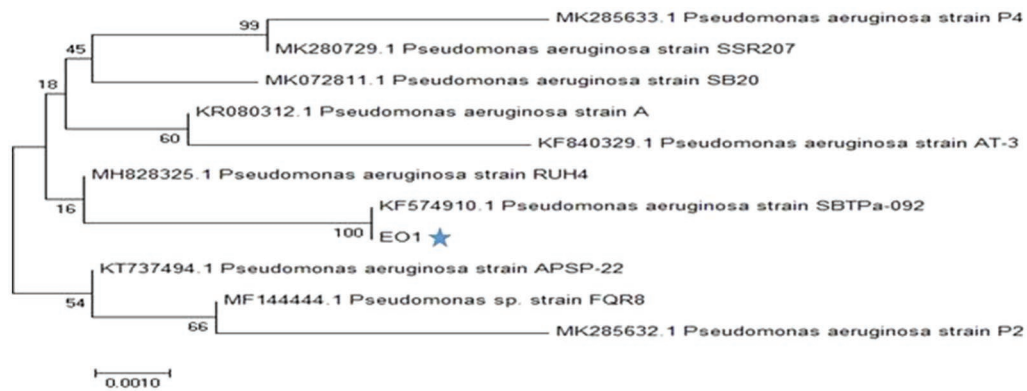 MK285633.1 Pseudomonas aeruginosa strain P4
99
MK280729.1 Pseudomonas aeruginosa strain SSR207
45
MK072811.1 Pseudomonas aeruginosa strain SB20
18
KR080312.1 Pseudomonas aeruginosa strain A
60
KF840329.1 Pseudomonas aeruginosa strain AT-3
MH828325.1 Pseudomonas aeruginosa strain RUH4
16
KF574910.1 Pseudomonas aeruginosa strain SBTPa-092
100
EO1
KT737494.1 Pseudomonas aeruginosa strain APSP-22
54
MF144444.1 Pseudomonas sp. strain FQR8
66
MK285632.1 Pseudomonas aeruginosa strain P2
0.0010